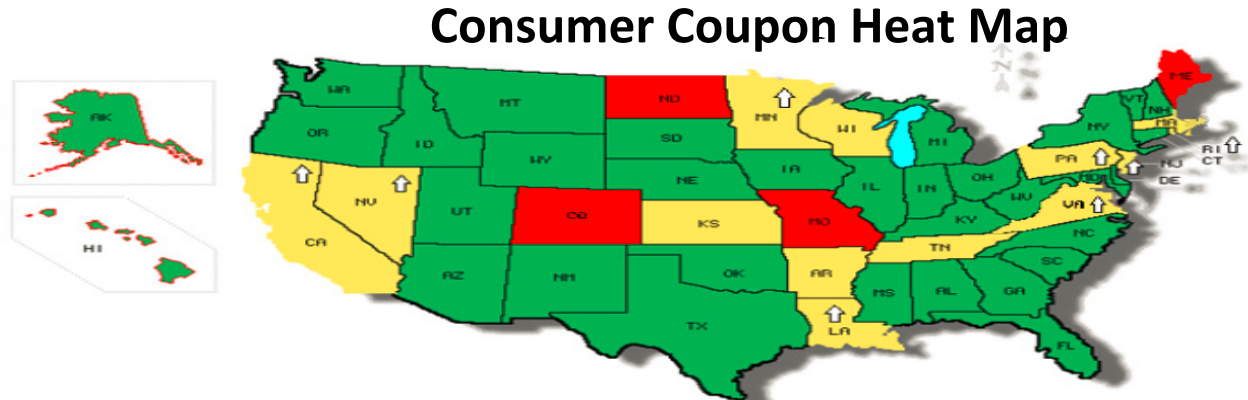 Consumer Coupon Heat Map
N
WA
MT
ND
MN
ME
AK
OR
ID
SD
WI
MI
VT
NH
NY
MA
WY
IA
PA
RI
CT
NJ
NE
IL
IN
OH
MD
DE
NV
UT
CO
KS
MO
KY
WV
VA
HI
CA
TN
NC
AZ
NM
OK
AR
SC
MS
AL
GA
TX
LA
FL